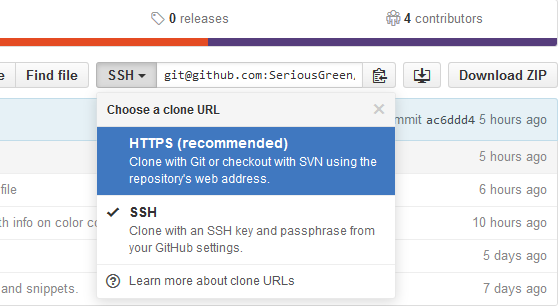 0 releases
4 contributors
Find file
SSH
git@github.com:SeriousGreen/
Download ZIP
Choose a clone URL
ac6ddd4 5 hours ago
HTTPS (recommended)
Clone with Git or checkout with SVN using the
repository's web address.
5 hours ago
file
6 hours ago
SSH
Clone with an SSH key and passphrase from
your GitHub settings.
with info on color
10 hours ago
5 days ago
Learn more about clone URLs
and snippets.
7 days ago